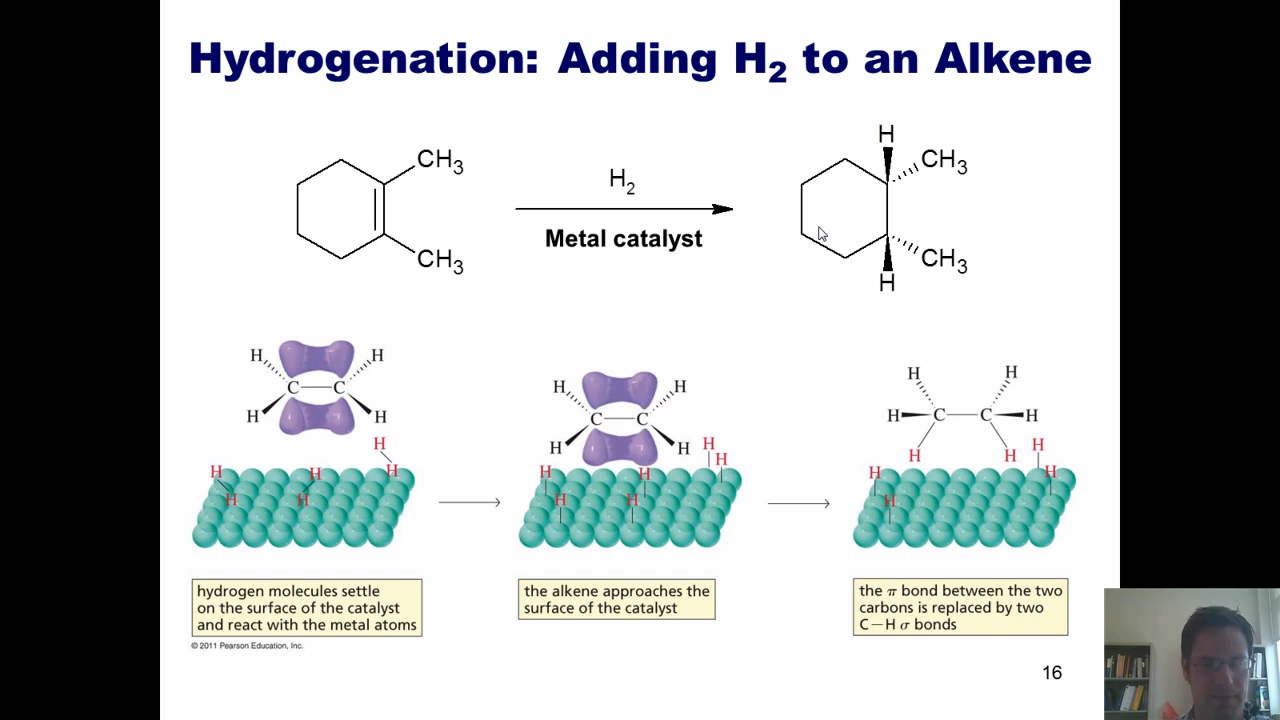 Hydrogenation: Adding H₂ to an Alkene
CH₃
CH₃
H₂
Metal catalyst
H
CH₃
CH₃
H
H H
C C
H H
H
H
H H
H H
H H
C C
H H
H H
H H
H H
H H
H C C H
H H
H H
H H
hydrogen molecules settle
on the surface of the catalyst
and react with the metal atoms
the alkene approaches the
surface of the catalyst
the π bond between the two
carbons is replaced by two
C—H σ bonds
© 2011 Pearson Education, Inc.
16